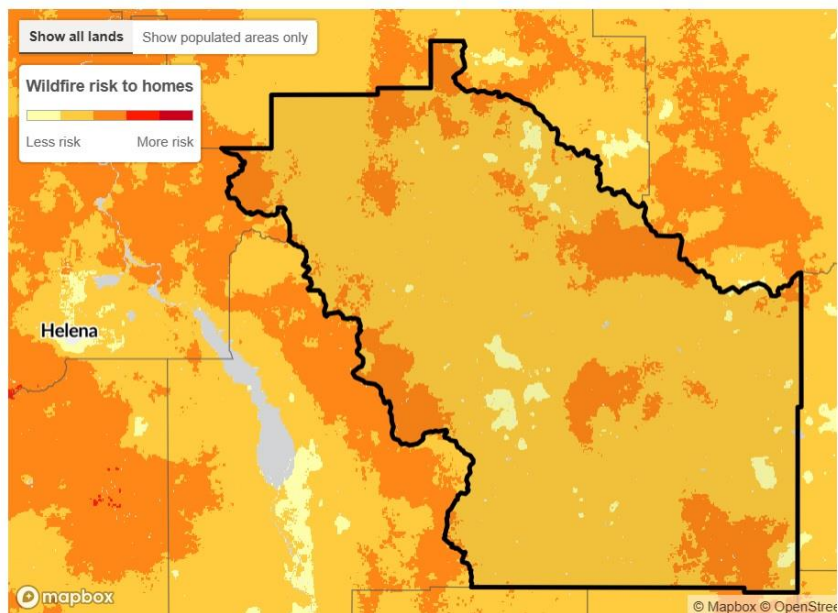 Show all lands Show populated areas only
Wildfire risk to homes
Less risk More risk
Helena
mapbox
© Mapbox © OpenStree